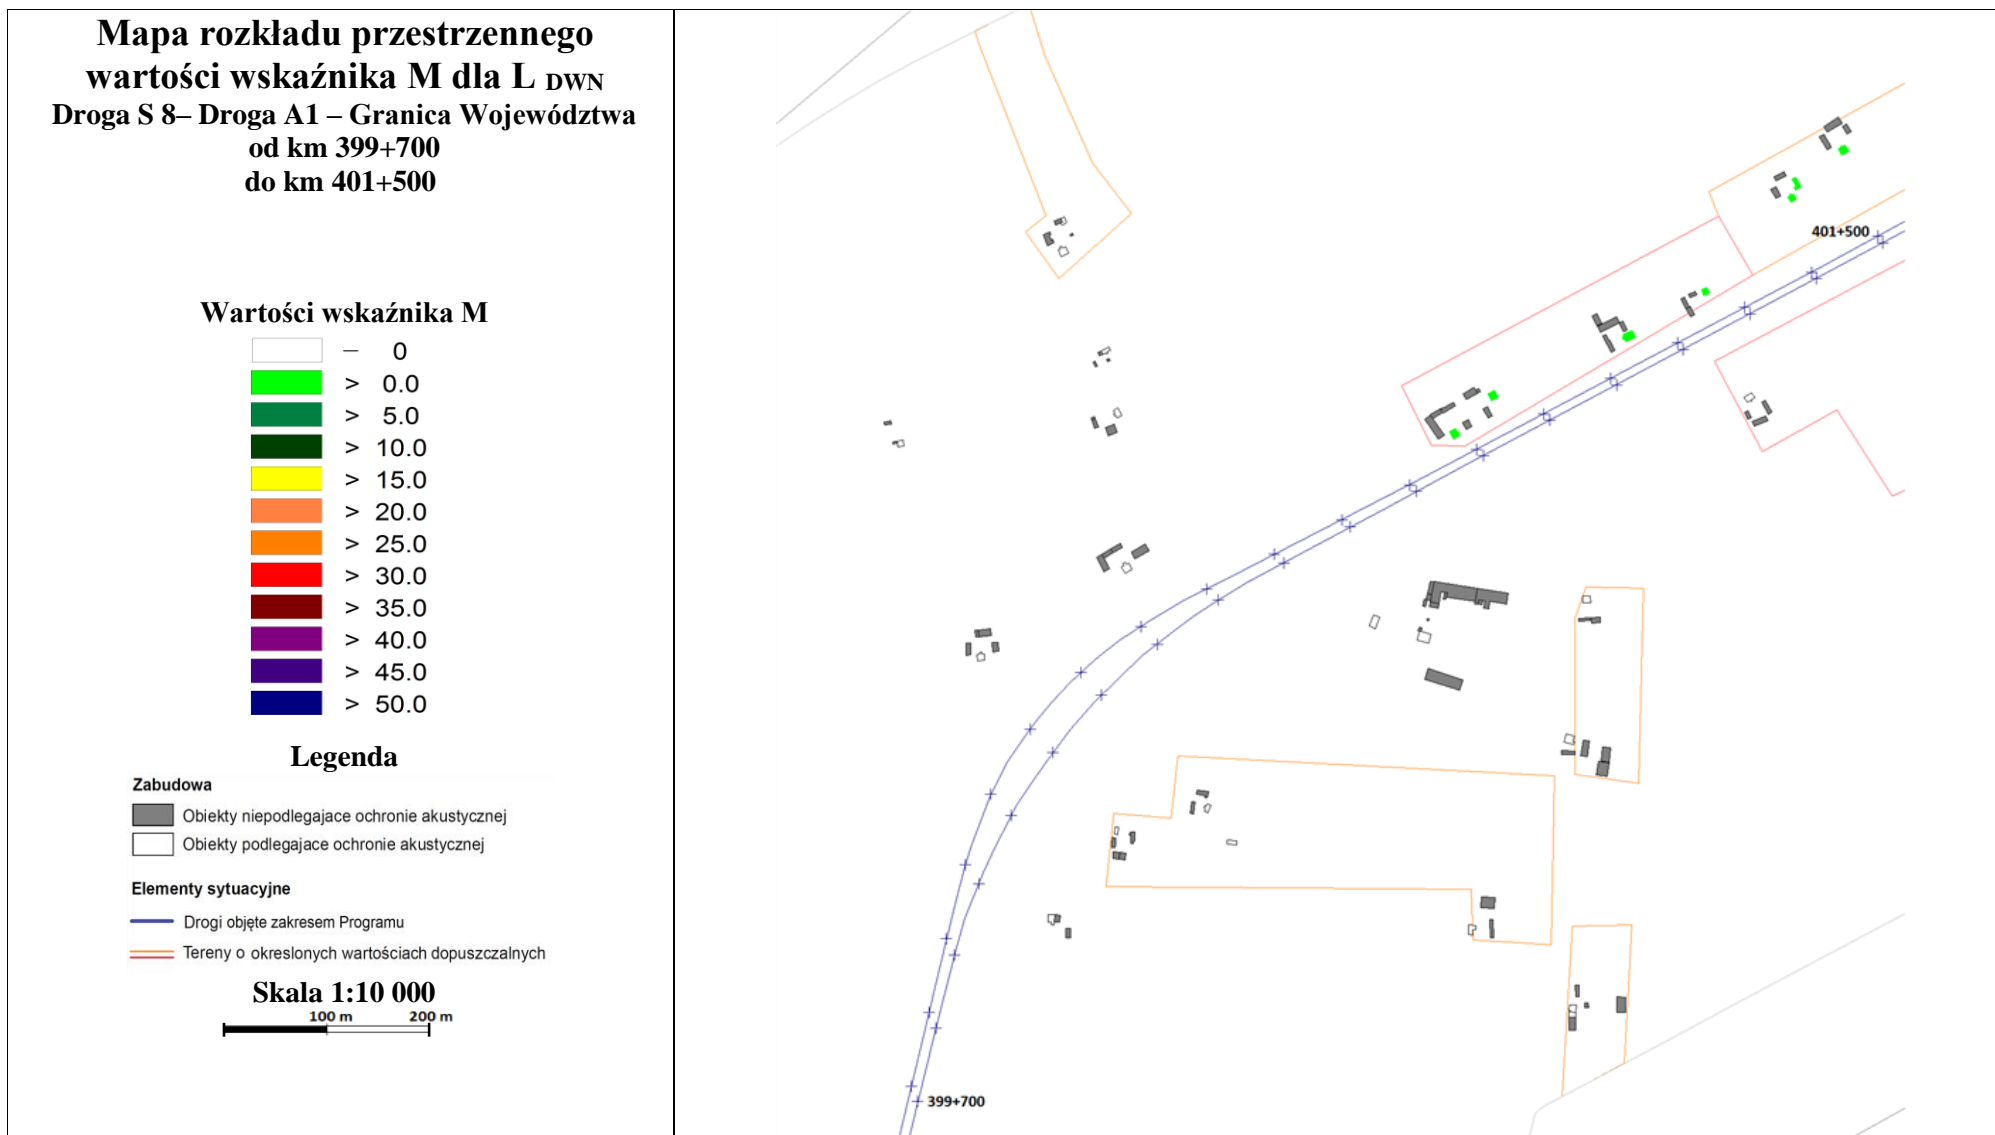 Mapa rozkładu przestrzennego
wartości wskaźnika M dla L DWN
Droga S 8– Droga A1 – Granica Województwa
od km 399+700
do km 401+500
Wartości wskaźnika M
– 0
> 0.0
> 5.0
> 10.0
> 15.0
> 20.0
> 25.0
> 30.0
> 35.0
> 40.0
> 45.0
> 50.0
Legenda
Zabudowa
Obiekty niepodlegajace ochronie akustycznej
Obiekty podlegajace ochronie akustycznej
Elementy sytuacyjne
Drogi objęte zakresem Programu
Tereny o okreslonych wartościach dopuszczalnych
Skala 1:10 000
100 m 200 m
401+500
399+700